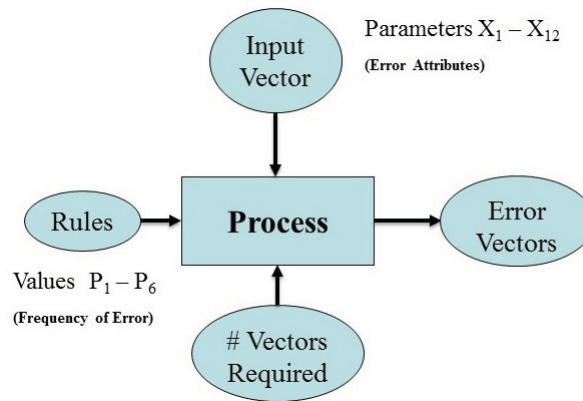 Input
Vector
Parameters X₁ – X₁₂
(Error Attributes)
Rules
Process
Error
Vectors
Values P₁ – P₆
(Frequency of Error)
# Vectors
Required